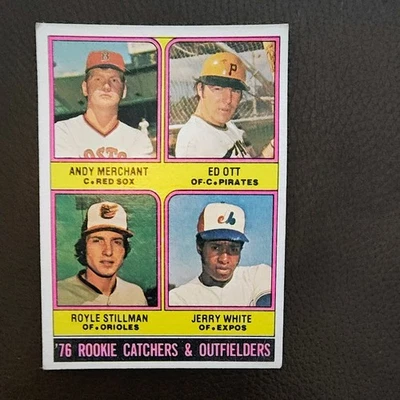 P
OSTO
ANDY MERCHANT
C. RED SOX
ED OTT
OF-C. PIRATES
ROYLE STILLMAN
OF. ORIOLES
JERRY WHITE
OF. EXPOS
'76 ROOKIE CATCHERS & OUTFIELDERS